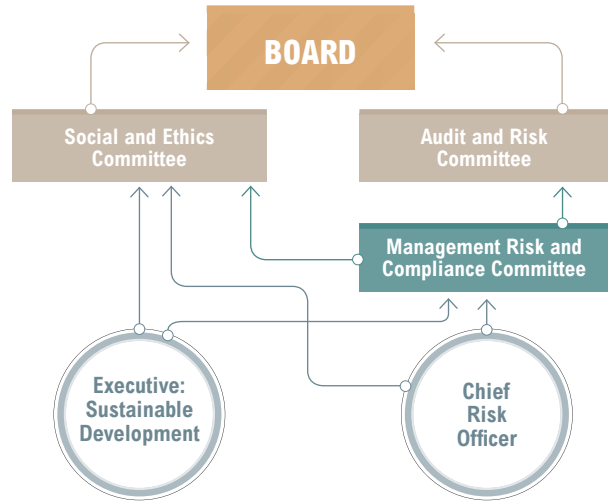 BOARD
Social and Ethics
Committee
Audit and Risk
Committee
Management Risk and
Compliance Committee
Executive:
Sustainable
Development
Chief
Risk
Officer